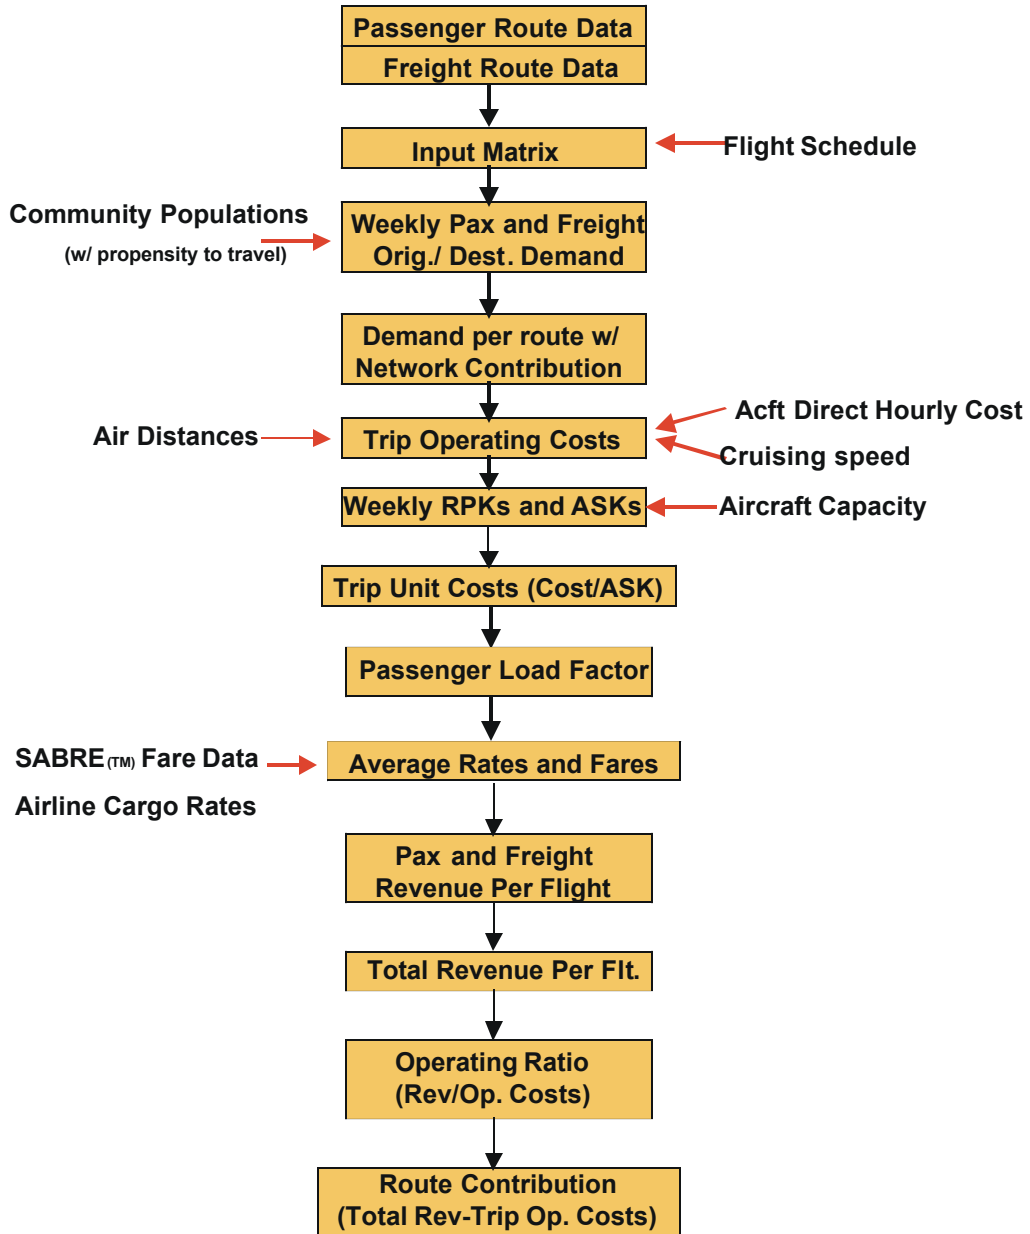 Passenger Route Data
Freight Route Data
Input Matrix
Flight Schedule
Community Populations
(w/ propensity to travel)
Weekly Pax and Freight
Orig./ Dest. Demand
Demand per route w/
Network Contribution
Air Distances
Trip Operating Costs
Acft Direct Hourly Cost
Cruising speed
Weekly RPKs and ASKs
Aircraft Capacity
Trip Unit Costs (Cost/ASK)
Passenger Load Factor
SABRE(TM) Fare Data
Airline Cargo Rates
Average Rates and Fares
Pax and Freight
Revenue Per Flight
Total Revenue Per Flt.
Operating Ratio
(Rev/Op. Costs)
Route Contribution
(Total Rev-Trip Op. Costs)